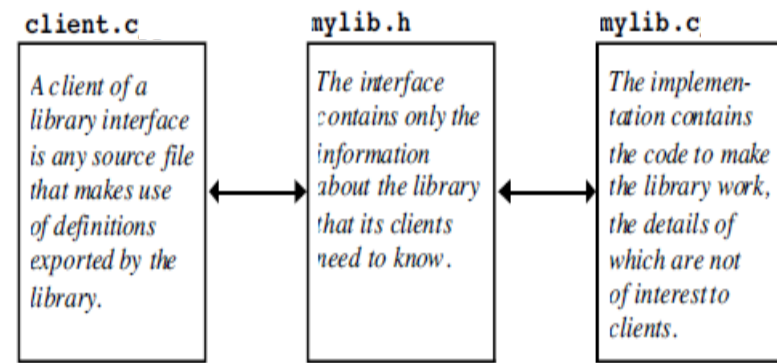 client.c
A client of a
library interface
is any source file
that makes use
of definitions
exported by the
library.
mylib.h
The interface
contains only the
information
about the library
that its clients
need to know.
mylib.c
The implemen-
tation contains
the code to make
the library work,
the details of
which are not
of interest to
clients.